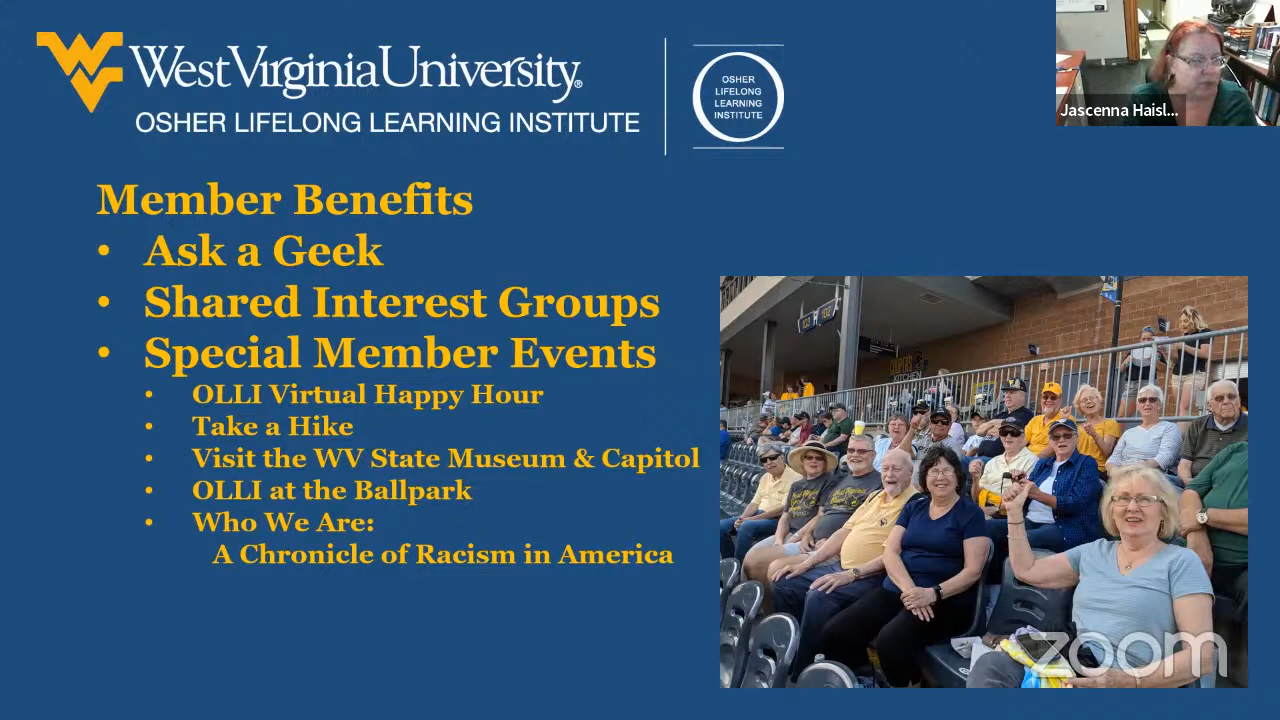 WestVirginiaUniversity®
OSHER LIFELONG LEARNING INSTITUTE
OSHER
LIFELONG
LEARNING
INSTITUTE
Jascenna Haisl...
Member Benefits
• Ask a Geek
• Shared Interest Groups
• Special Member Events
• OLLI Virtual Happy Hour
• Take a Hike
• Visit the WV State Museum & Capitol
• OLLI at the Ballpark
• Who We Are:
A Chronicle of Racism in America
zoom